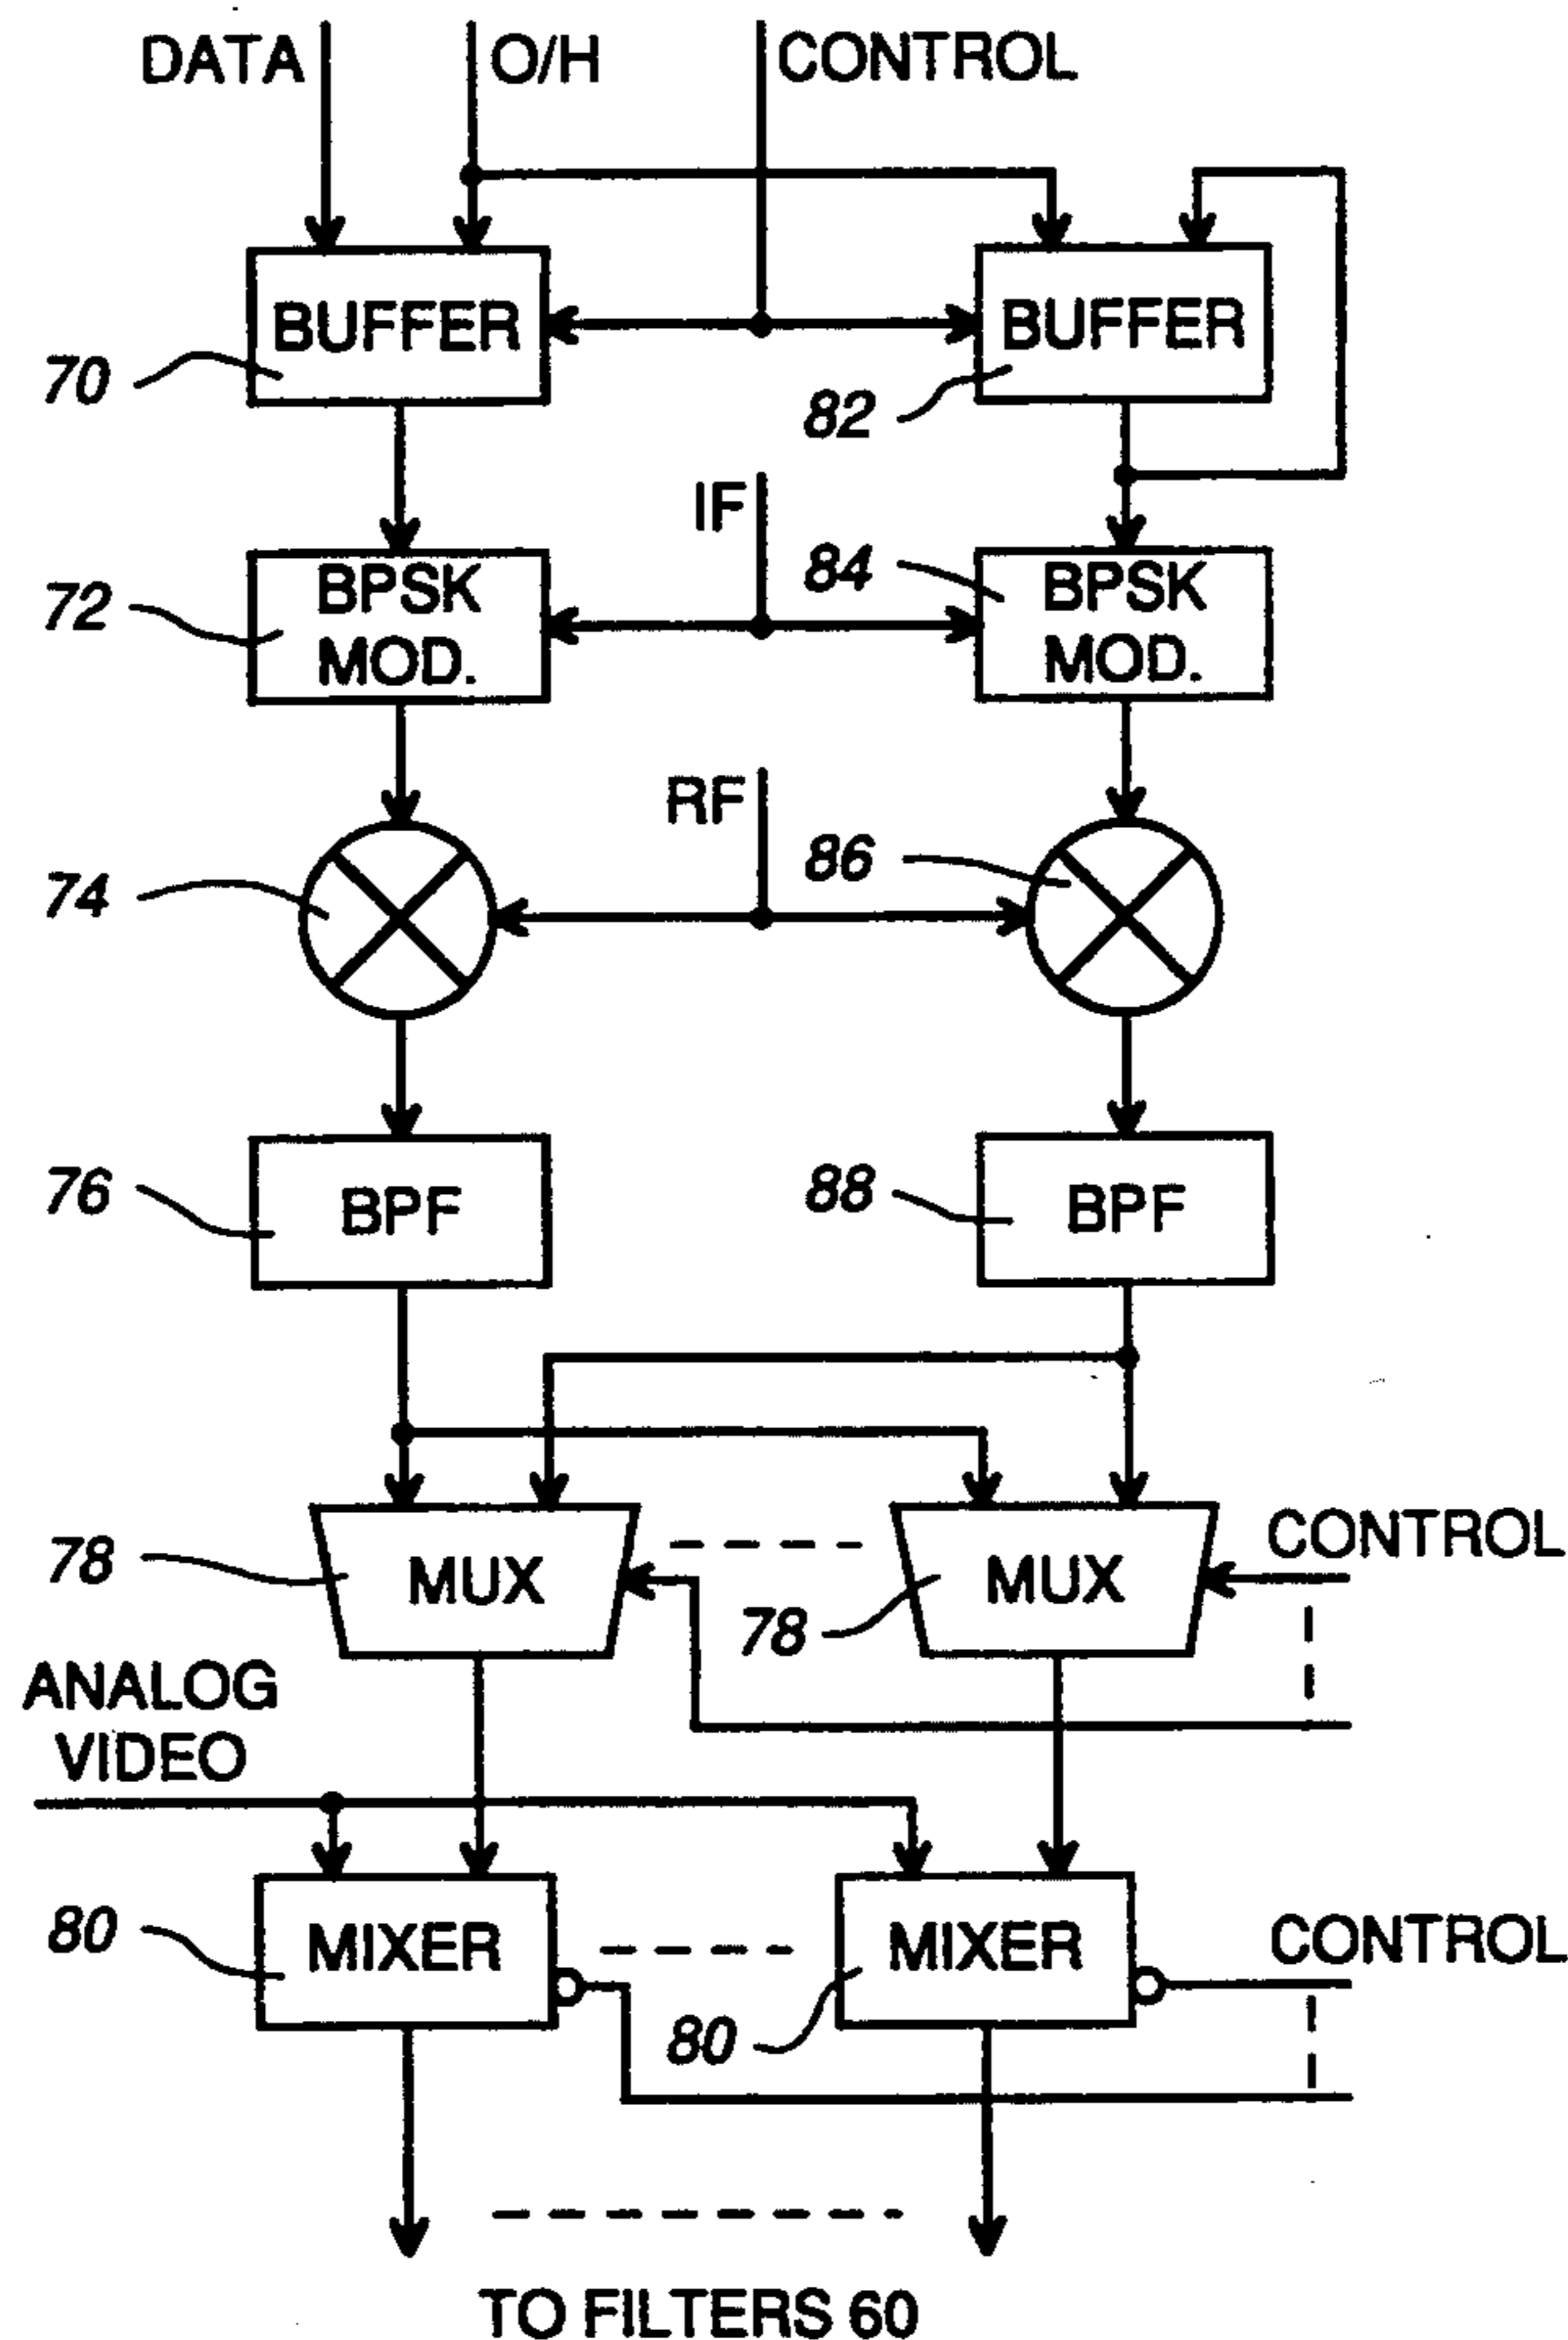 DATA
O/H
CONTROL
BUFFER
BUFFER
70
82
IF
84
BPSK
MOD.
BPSK
MOD.
72
RF
86
74
76
BPF
88
BPF
CONTROL
78
MUX
78
MUX
ANALOG
VIDEO
80
MIXER
80
MIXER
CONTROL
TO FILTERS 60